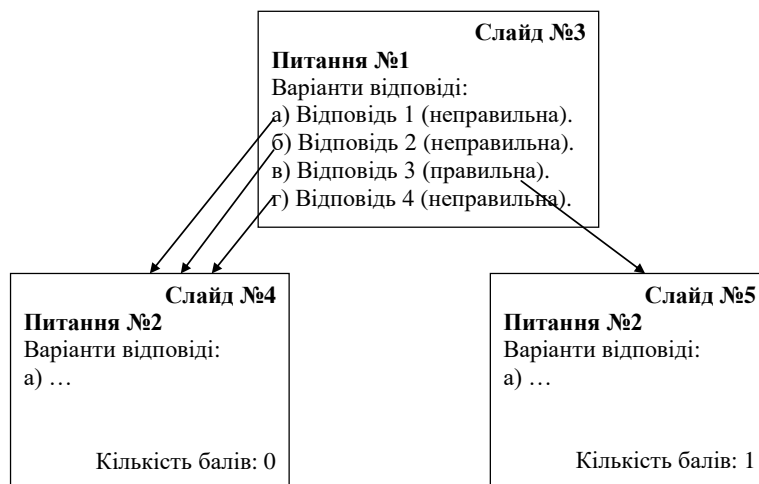 Слайд №3
Питання №1
Варіанти відповіді:
а) Відповідь 1 (неправильна).
б) Відповідь 2 (неправильна).
в) Відповідь 3 (правильна).
г) Відповідь 4 (неправильна).
Слайд №4
Питання №2
Варіанти відповіді:
а) …
Кількість балів: 0
Слайд №5
Питання №2
Варіанти відповіді:
а) …
Кількість балів: 1